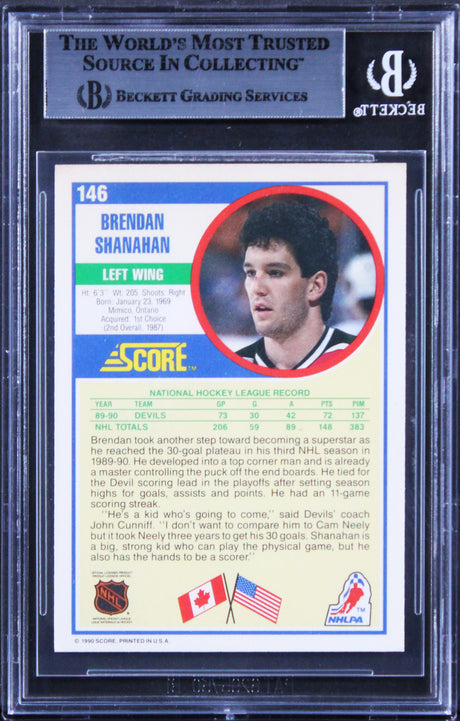 THE WORLD'S MOST TRUSTED
SOURCE IN COLLECTING™
B BECKETT GRADING SERVICES
B
BECKETT®
146
BRENDAN
SHANAHAN
LEFT WING
Ht: 6'3" Wt: 205 Shoots: Right
Born: January 23, 1969
Mimico, Ontario
Acquired: 1st Choice
(2nd Overall, 1987)
SCORE™
NATIONAL HOCKEY LEAGUE RECORD
YEAR TEAM GP G A PTS PIM
89-90 DEVILS 73 30 42 72 137
NHL TOTALS 206 59 89 148 383
Brendan took another step toward becoming a superstar as
he reached the 30-goal plateau in his third NHL season in
1989-90. He developed into a top corner man and is already
a master controlling the puck off the end boards. He tied for
the Devil scoring lead in the playoffs after setting season
highs for goals, assists and points. He had an 11-game
scoring streak.
"He's a kid who's going to come," said Devils' coach
John Cunniff. "I don't want to compare him to Cam Neely
but it took Neely three years to get his 30 goals. Shanahan is
a big, strong kid who can play the physical game, but he
also has the hands to be a scorer."
NHL
TM
NHLPA
© 1990 SCORE, PRINTED IN U.S.A.